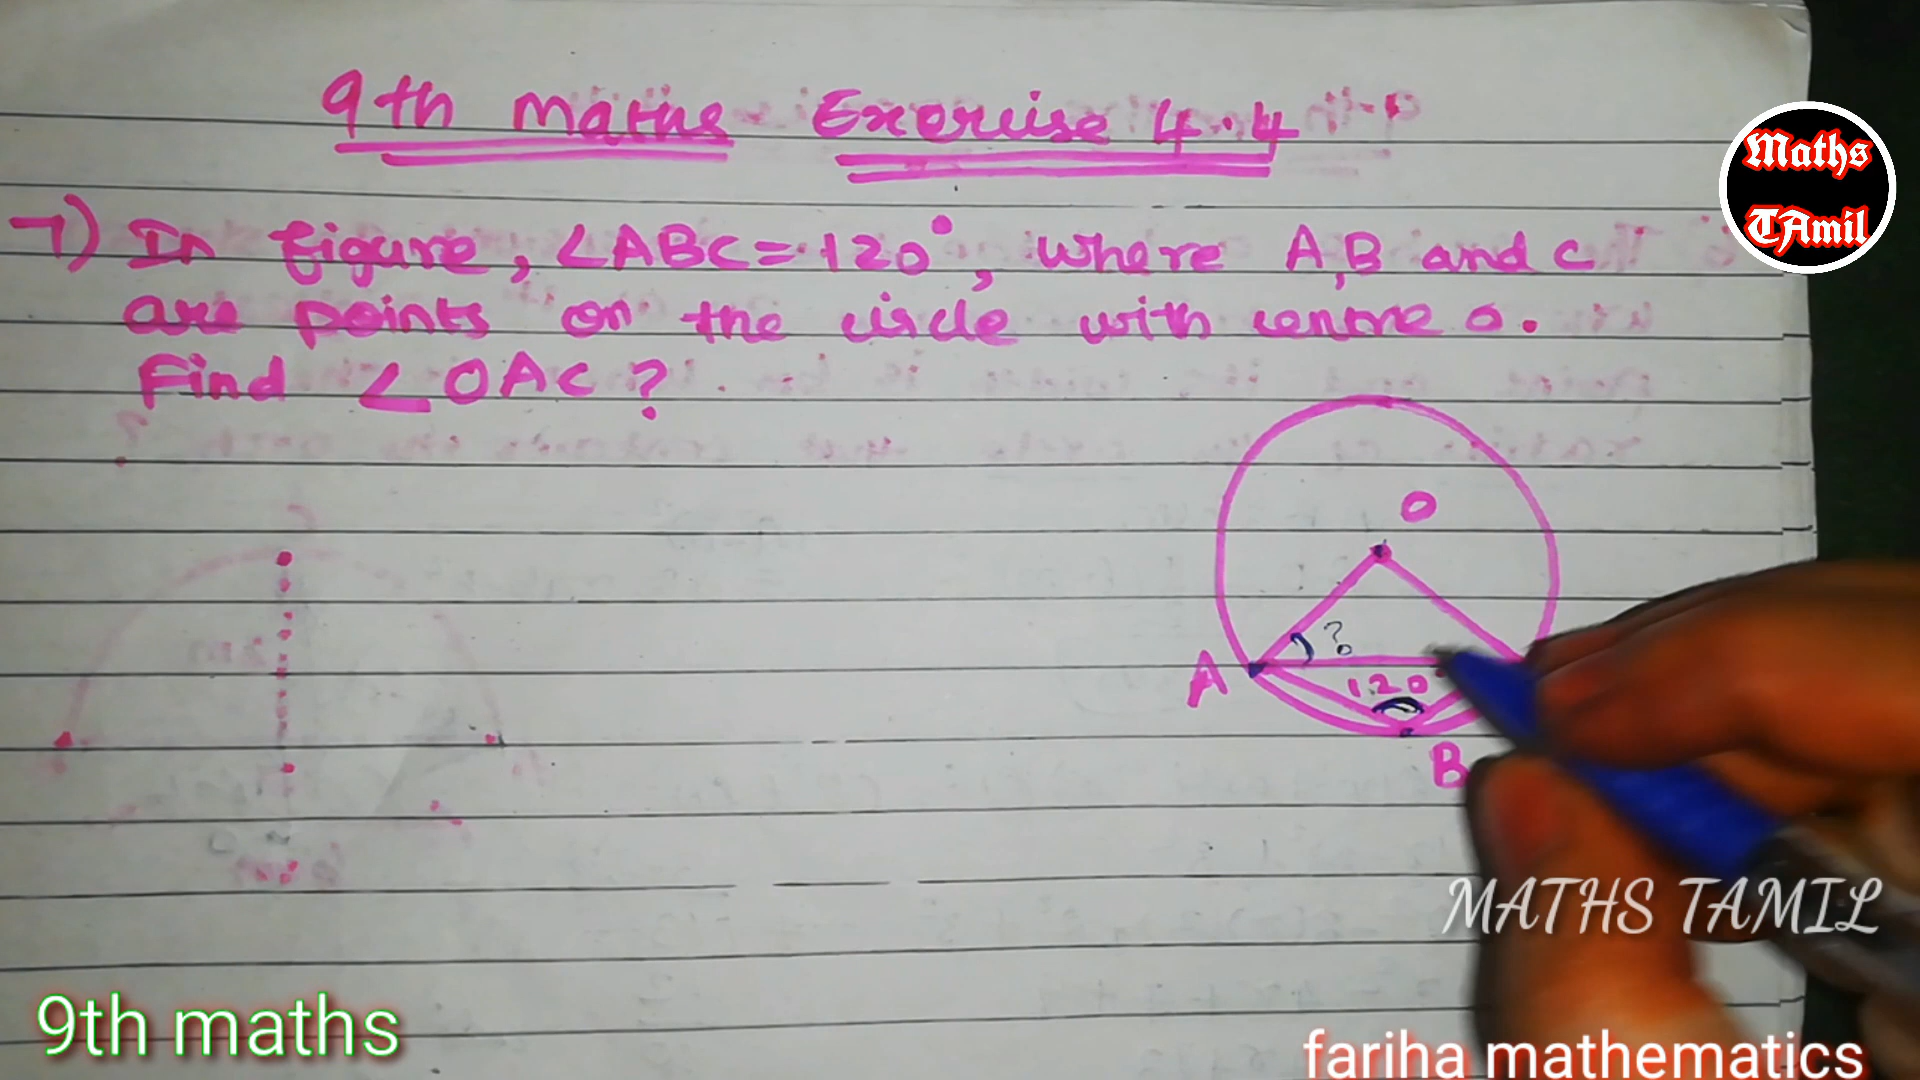 9th maths Exercise 4.4
7) In figure, ∠ABC = 120°, where A,B and C
are points on the circle with centre O.
Find ∠OAC?
Maths
TAmil
O
?
A
120°
B
MATHS TAMIL
9th maths
fariha mathematics